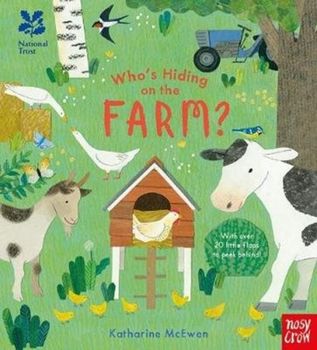 National
Trust
Who's Hiding
on the
FARM?
With over
20 little flaps
to peek behind!
Katharine McEwen
nosy
crow